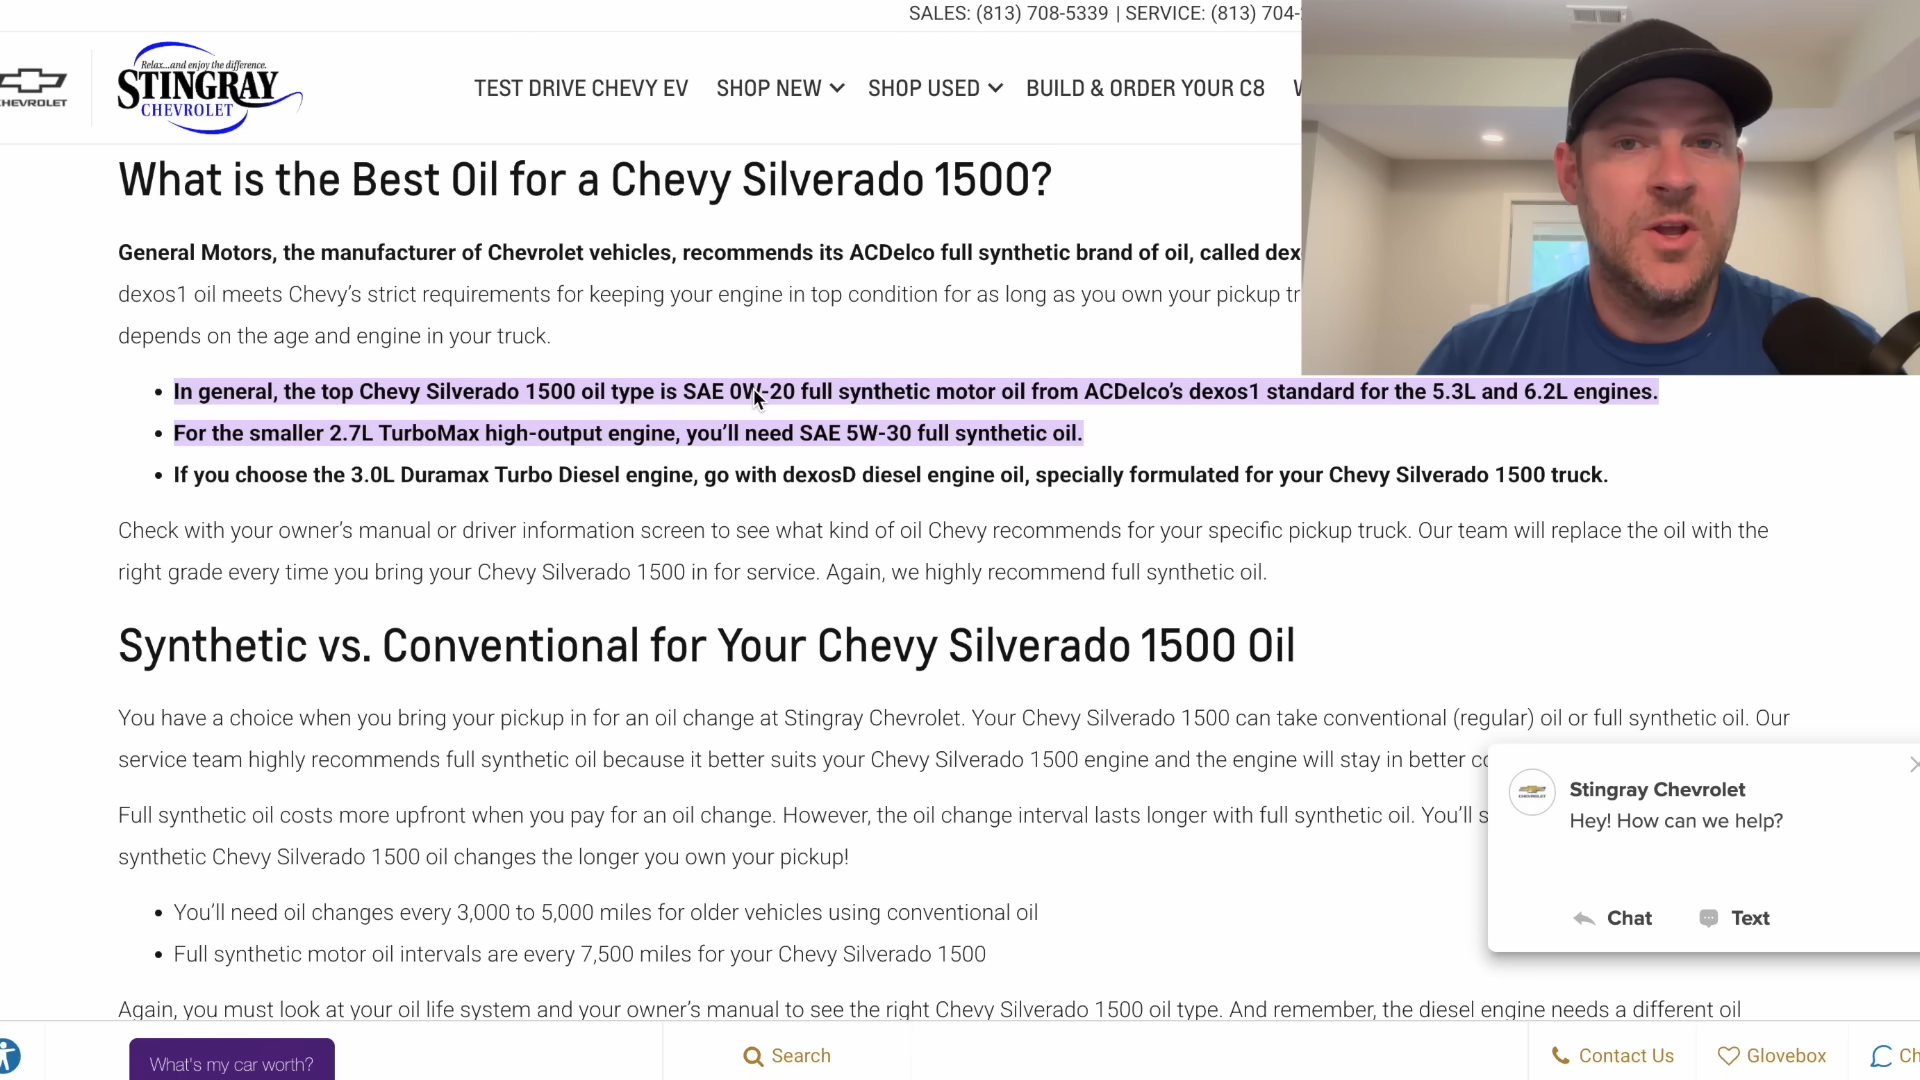 SALES: (813) 708-5339 | SERVICE: (813) 704-
CHEVROLET
Relax...and enjoy the difference.
STINGRAY
CHEVROLET
TEST DRIVE CHEVY EV
SHOP NEW
SHOP USED
BUILD & ORDER YOUR C8
What is the Best Oil for a Chevy Silverado 1500?
General Motors, the manufacturer of Chevrolet vehicles, recommends its ACDelco full synthetic brand of oil, called dex
dexos1 oil meets Chevy’s strict requirements for keeping your engine in top condition for as long as you own your pickup tr
depends on the age and engine in your truck.
• In general, the top Chevy Silverado 1500 oil type is SAE 0W-20 full synthetic motor oil from ACDelco’s dexos1 standard for the 5.3L and 6.2L engines.
• For the smaller 2.7L TurboMax high-output engine, you’ll need SAE 5W-30 full synthetic oil.
• If you choose the 3.0L Duramax Turbo Diesel engine, go with dexosD diesel engine oil, specially formulated for your Chevy Silverado 1500 truck.
Check with your owner’s manual or driver information screen to see what kind of oil Chevy recommends for your specific pickup truck. Our team will replace the oil with the
right grade every time you bring your Chevy Silverado 1500 in for service. Again, we highly recommend full synthetic oil.
Synthetic vs. Conventional for Your Chevy Silverado 1500 Oil
You have a choice when you bring your pickup in for an oil change at Stingray Chevrolet. Your Chevy Silverado 1500 can take conventional (regular) oil or full synthetic oil. Our
service team highly recommends full synthetic oil because it better suits your Chevy Silverado 1500 engine and the engine will stay in better co
Full synthetic oil costs more upfront when you pay for an oil change. However, the oil change interval lasts longer with full synthetic oil. You’ll s
synthetic Chevy Silverado 1500 oil changes the longer you own your pickup!
• You’ll need oil changes every 3,000 to 5,000 miles for older vehicles using conventional oil
• Full synthetic motor oil intervals are every 7,500 miles for your Chevy Silverado 1500
Again, you must look at your oil life system and your owner’s manual to see the right Chevy Silverado 1500 oil type. And remember, the diesel engine needs a different oil
Stingray Chevrolet
Hey! How can we help?
Chat
Text
What's my car worth?
Search
Contact Us
Glovebox
Ch